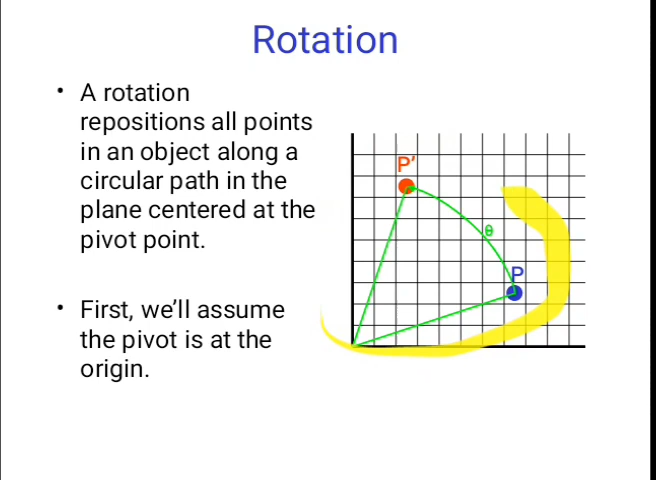 Rotation
• A rotation
repositions all points
in an object along a
circular path in the
plane centered at the
pivot point.
• First, we'll assume
the pivot is at the
origin.
P'
θ
P